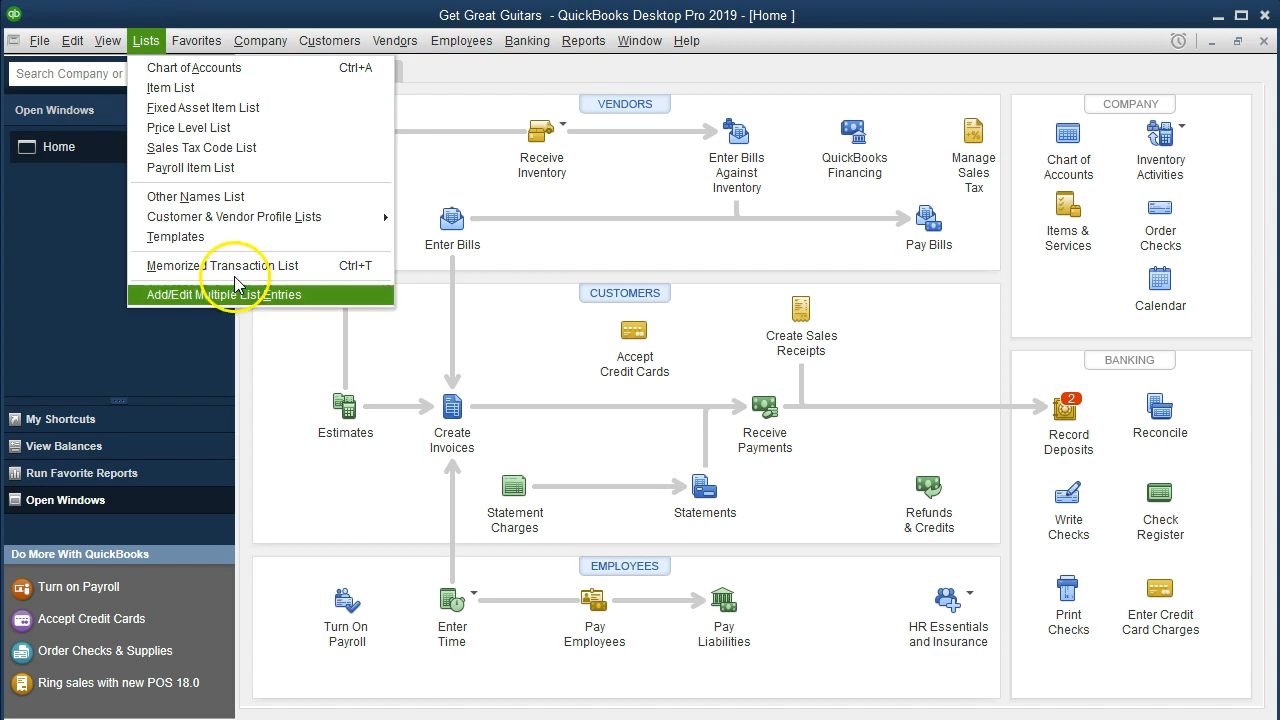 Get Great Guitars - QuickBooks Desktop Pro 2019 - [Home ]
File Edit View Lists Favorites Company Customers Vendors Employees Banking Reports Window Help
Search Company or
Open Windows
Home
Chart of Accounts Ctrl+A
Item List
Fixed Asset Item List
Price Level List
Sales Tax Code List
Payroll Item List
Other Names List
Customer & Vendor Profile Lists
Templates
Memorized Transaction List Ctrl+T
Add/Edit Multiple List Entries
My Shortcuts
View Balances
Run Favorite Reports
Open Windows
Do More With QuickBooks
Turn on Payroll
Accept Credit Cards
Order Checks & Supplies
Ring sales with new POS 18.0
VENDORS
Receive
Inventory
Enter Bills
Against
Inventory
QuickBooks
Financing
Manage
Sales
Tax
Enter Bills
Pay Bills
CUSTOMERS
Accept
Credit Cards
Create Sales
Receipts
Estimates
Create
Invoices
Receive
Payments
Statement
Charges
Statements
Refunds
& Credits
EMPLOYEES
Turn On
Payroll
Enter
Time
Pay
Employees
Pay
Liabilities
HR Essentials
and Insurance
COMPANY
Chart of
Accounts
Inventory
Activities
Items &
Services
Order
Checks
Calendar
BANKING
2
Record
Deposits
Reconcile
Write
Checks
Check
Register
Print
Checks
Enter Credit
Card Charges